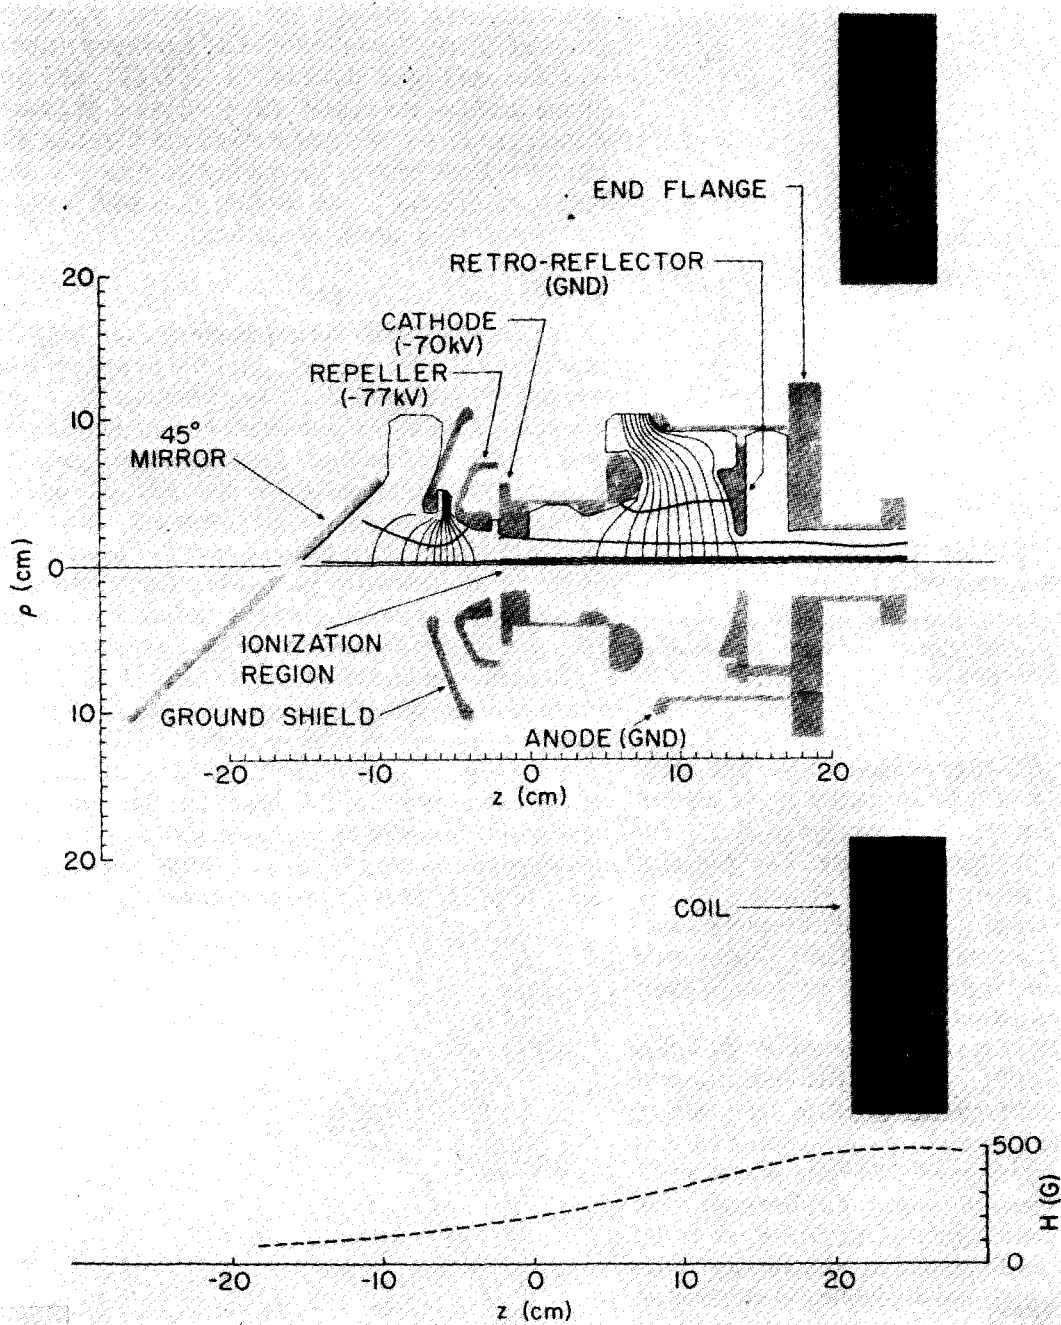 END FLANGE
RETRO-REFLECTOR
(GND)
20
CATHODE
(-70kV)
REPELLER
(-77kV)
10
45°
MIRROR
ρ (cm)
0
IONIZATION
REGION
10
GROUND SHIELD
ANODE (GND)
-20 -10 0 10 20
z (cm)
20
COIL
500
H (G)
0
-20 -10 0 10 20
z (cm)